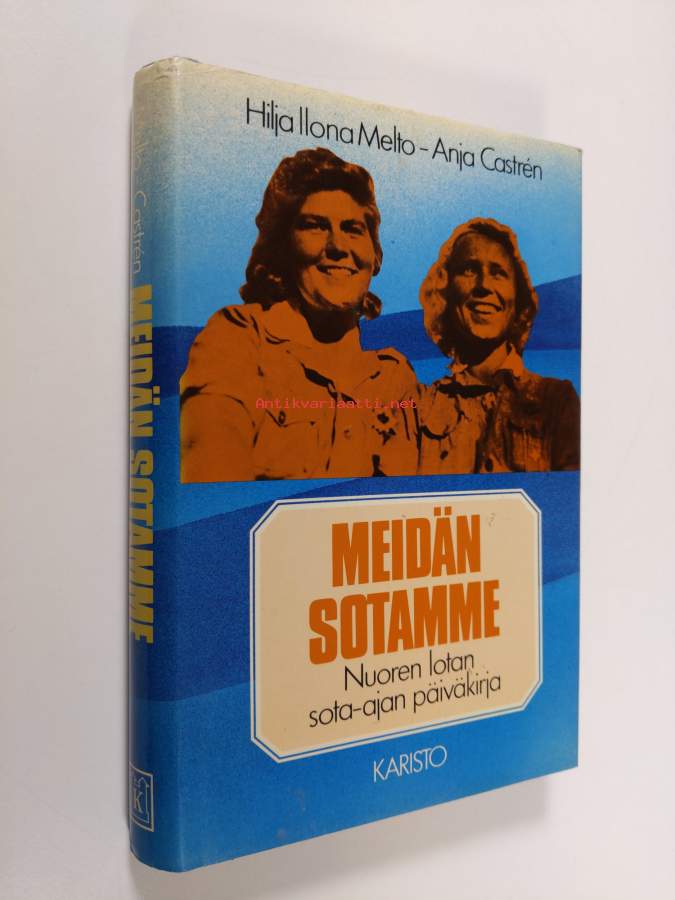 Hilja Ilona Melto – Anja Castrén
Antikvariaatti.net
MEIDÄN
SOTAMME
Nuoren lotan
sota-ajan päiväkirja
KARISTO
Castrén MEIDÄN SOTAMME
K